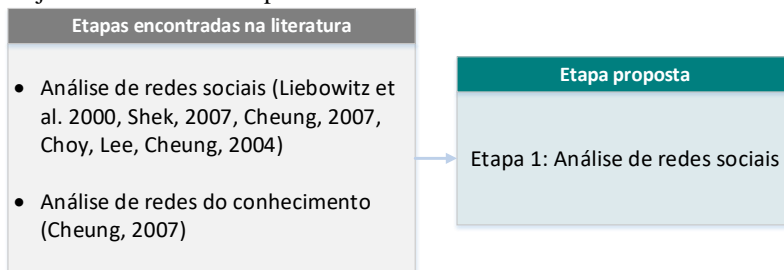 Etapas encontradas na literatura
• Análise de redes sociais (Liebowitz et
al. 2000, Shek, 2007, Cheung, 2007,
Choy, Lee, Cheung, 2004)
• Análise de redes do conhecimento
(Cheung, 2007)
Etapa proposta
Etapa 1: Análise de redes sociais